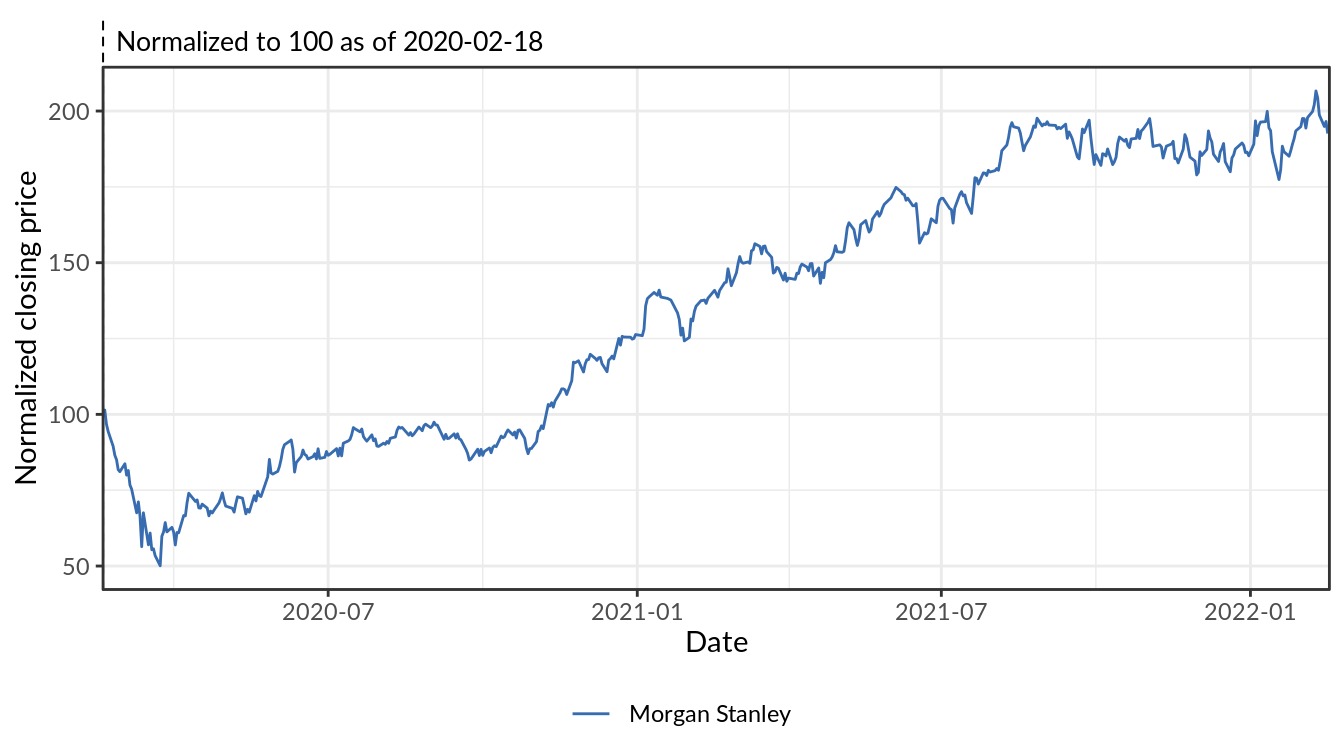 Normalized to 100 as of 2020-02-18
Normalized closing price
200
150
100
50
2020-07
2021-01
2021-07
2022-01
Date
Morgan Stanley